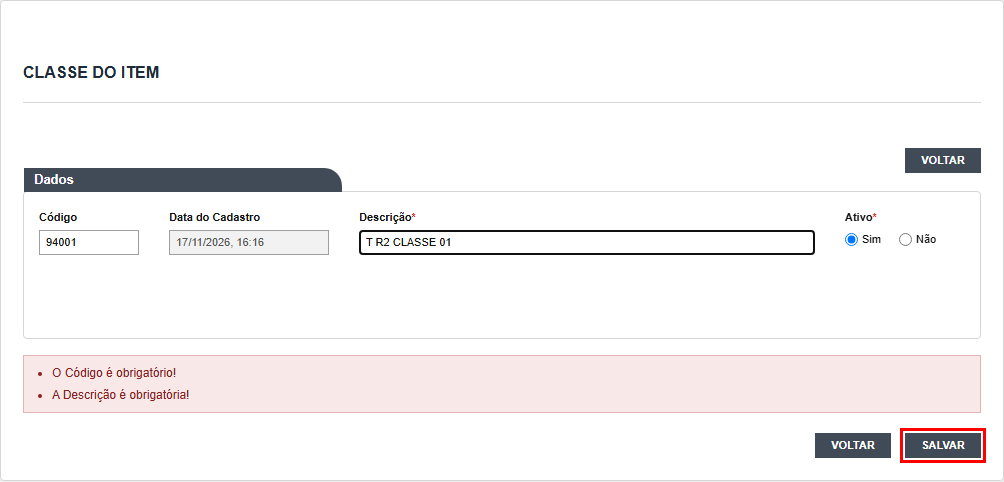 CLASSE DO ITEM
VOLTAR
Dados
Código Data do Cadastro Descrição* Ativo*
94001 17/11/2026, 16:16 T R2 CLASSE 01 Sim Não
O Código é obrigatório!
A Descrição é obrigatória!
VOLTAR SALVAR